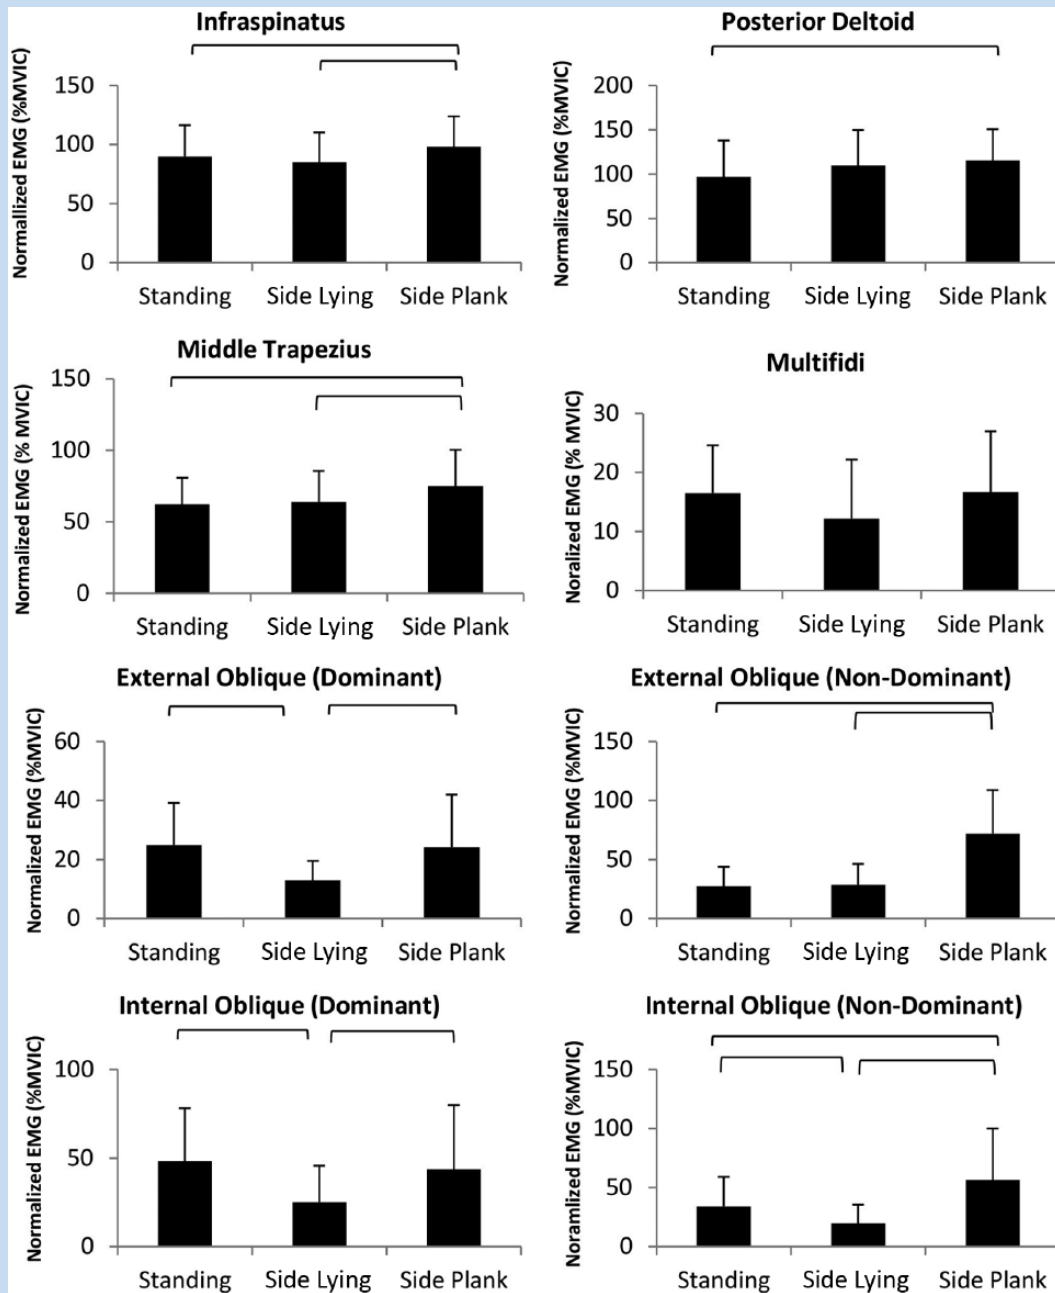 Infraspinatus
Normallized EMG (%MVIC)
150
100
50
0
Standing Side Lying Side Plank
Posterior Deltoid
Normalized EMG (%MVIC)
200
150
100
50
0
Standing Side Lying Side Plank
Middle Trapezius
Normalized EMG (% MVIC)
150
100
50
0
Standing Side Lying Side Plank
Multifidi
Noralized EMG (% MVIC)
30
20
10
0
Standing Side Lying Side Plank
External Oblique (Dominant)
Normalized EMG (%MVIC)
60
40
20
0
Standing Side Lying Side Plank
External Oblique (Non-Dominant)
Normalized EMG (%MVIC)
150
100
50
0
Standing Side Lying Side Plank
Internal Oblique (Dominant)
Normalized EMG (%MVIC)
100
50
0
Standing Side Lying Side Plank
Internal Oblique (Non-Dominant)
Noramlized EMG (%MVIC)
150
100
50
0
Standing Side Lying Side Plank